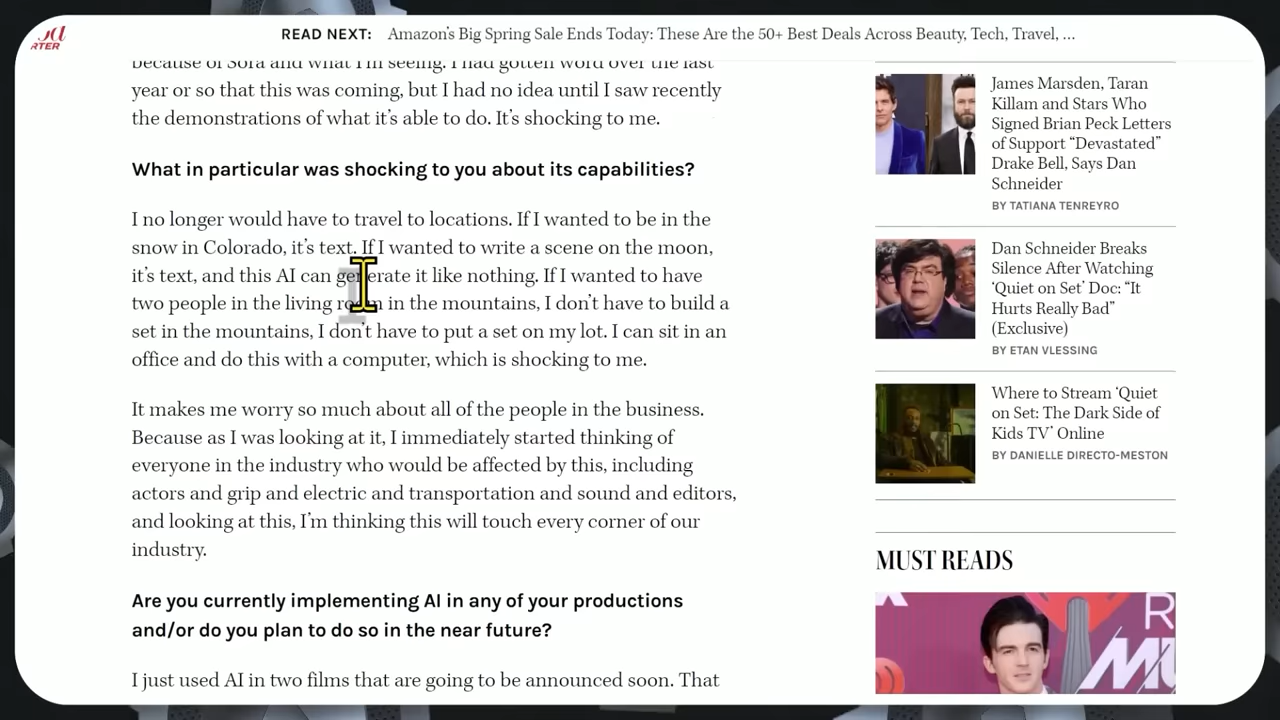 RTER
READ NEXT: Amazon's Big Spring Sale Ends Today: These Are the 50+ Best Deals Across Beauty, Tech, Travel, ...
because of Sora and what I'm seeing. I had gotten word over the last
year or so that this was coming, but I had no idea until I saw recently
the demonstrations of what it's able to do. It's shocking to me.
What in particular was shocking to you about its capabilities?
I no longer would have to travel to locations. If I wanted to be in the
snow in Colorado, it's text. If I wanted to write a scene on the moon,
it's text, and this AI can generate it like nothing. If I wanted to have
two people in the living room in the mountains, I don't have to build a
set in the mountains, I don't have to put a set on my lot. I can sit in an
office and do this with a computer, which is shocking to me.
It makes me worry so much about all of the people in the business.
Because as I was looking at it, I immediately started thinking of
everyone in the industry who would be affected by this, including
actors and grip and electric and transportation and sound and editors,
and looking at this, I'm thinking this will touch every corner of our
industry.
Are you currently implementing AI in any of your productions
and/or do you plan to do so in the near future?
I just used AI in two films that are going to be announced soon. That
James Marsden, Taran
Killam and Stars Who
Signed Brian Peck Letters
of Support “Devastated”
Drake Bell, Says Dan
Schneider
BY TATIANA TENREYRO
Dan Schneider Breaks
Silence After Watching
‘Quiet on Set’ Doc: “It
Hurts Really Bad”
(Exclusive)
BY ETAN VLESSING
Where to Stream ‘Quiet
on Set: The Dark Side of
Kids TV’ Online
BY DANIELLE DIRECTO-MESTON
MUST READS